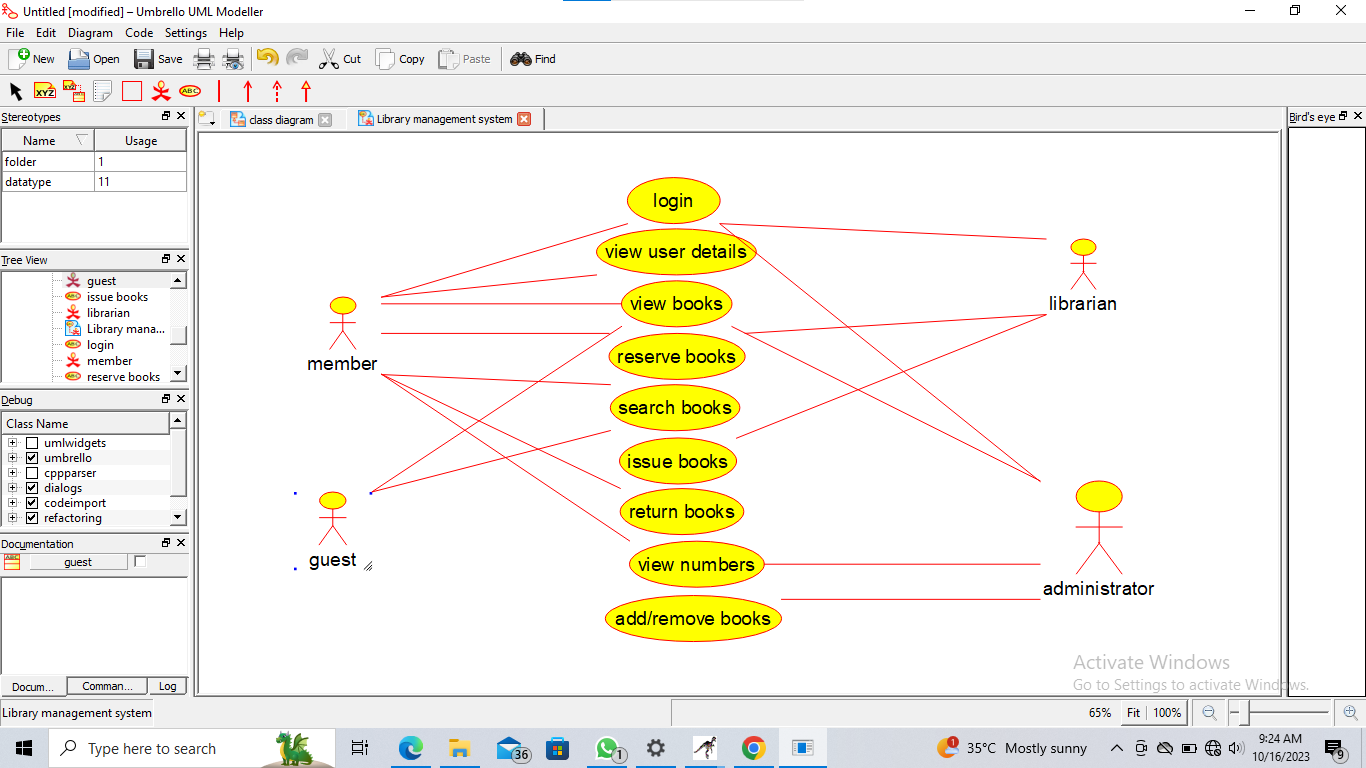 Untitled [modified] – Umbrello UML Modeller
File Edit Diagram Code Settings Help
New Open Save Cut Copy Paste Find
XYZ XYZ ABC
Stereotypes
Name Usage
folder 1
datatype 11
Tree View
guest
issue books
librarian
Library mana...
login
member
reserve books
Debug
Class Name
umlwidgets
umbrello
cppparser
dialogs
codeimport
refactoring
Documentation
guest
Docum... Comman... Log
class diagram Library management system
Bird's eye
login
view user details
view books
reserve books
search books
issue books
return books
view numbers
add/remove books
member
guest
librarian
administrator
Activate Windows
Go to Settings to activate Windows.
Library management system
65% Fit 100%
Type here to search
36
1
1
35°C Mostly sunny
9:24 AM
10/16/2023
9